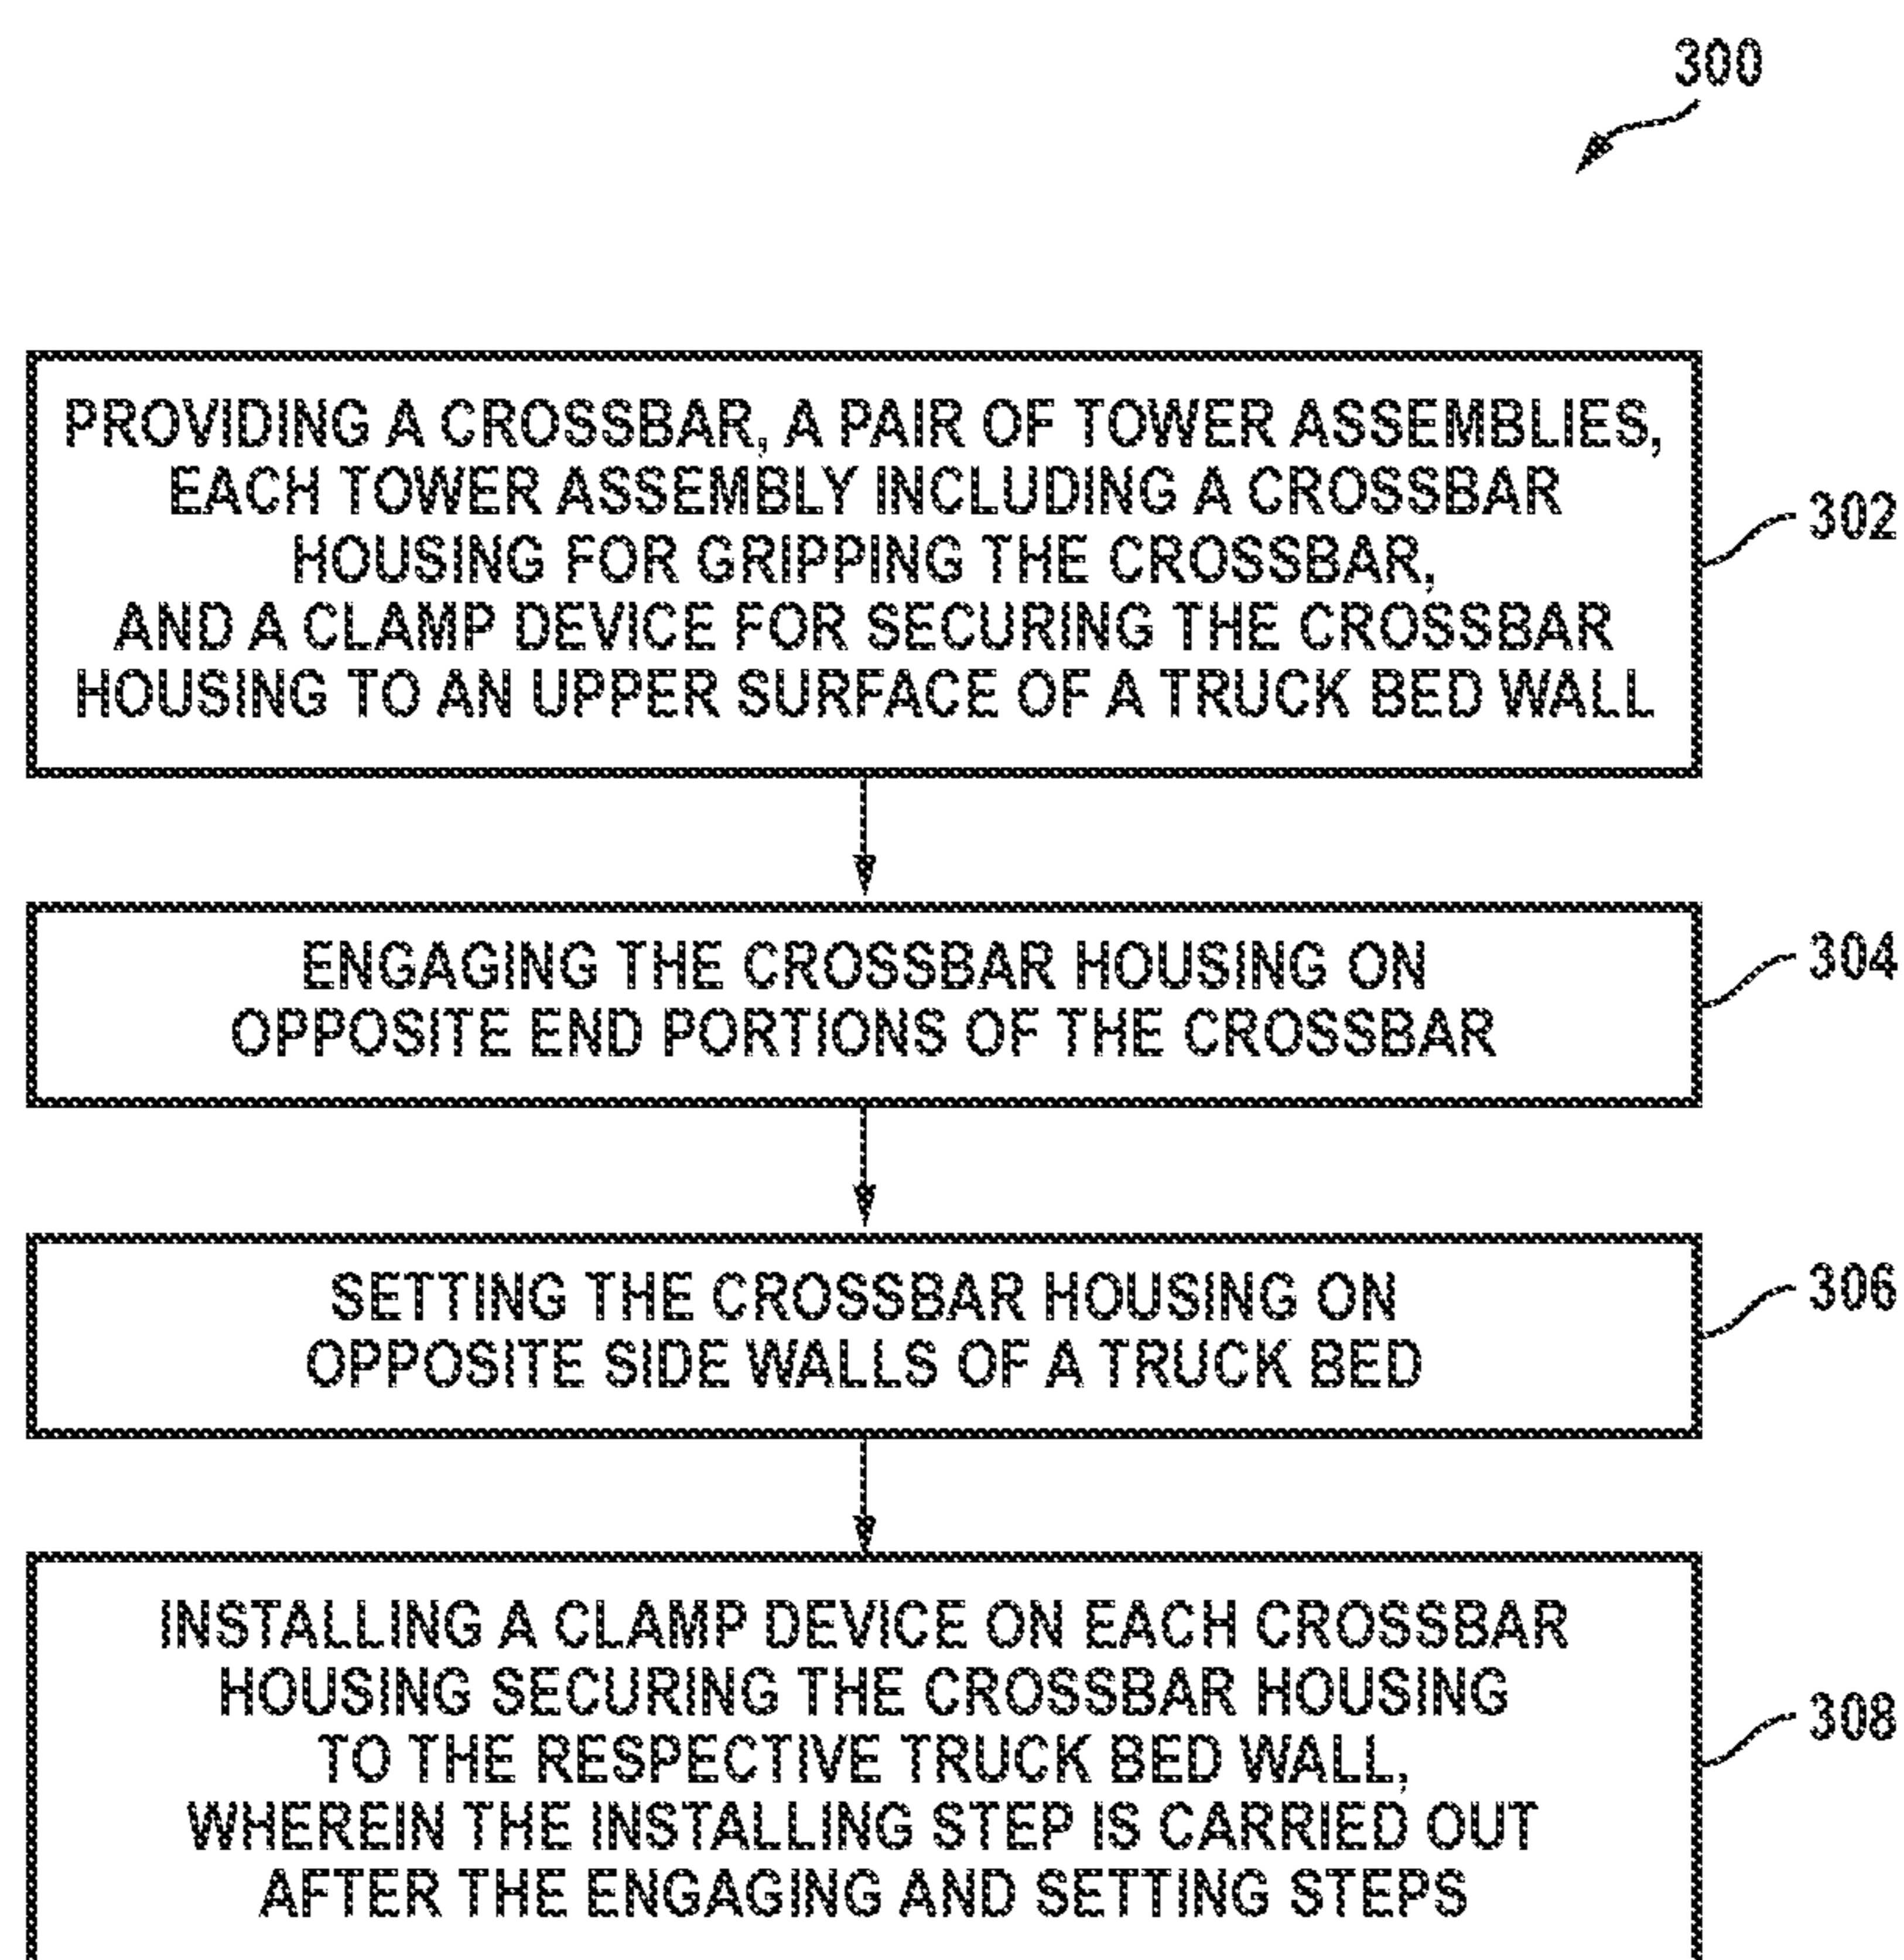 300
PROVIDING A CROSSBAR, A PAIR OF TOWER ASSEMBLIES,
EACH TOWER ASSEMBLY INCLUDING A CROSSBAR
HOUSING FOR GRIPPING THE CROSSBAR,
AND A CLAMP DEVICE FOR SECURING THE CROSSBAR
HOUSING TO AN UPPER SURFACE OF A TRUCK BED WALL
302
ENGAGING THE CROSSBAR HOUSING ON
OPPOSITE END PORTIONS OF THE CROSSBAR
304
SETTING THE CROSSBAR HOUSING ON
OPPOSITE SIDE WALLS OF A TRUCK BED
306
INSTALLING A CLAMP DEVICE ON EACH CROSSBAR
HOUSING SECURING THE CROSSBAR HOUSING
TO THE RESPECTIVE TRUCK BED WALL,
WHEREIN THE INSTALLING STEP IS CARRIED OUT
AFTER THE ENGAGING AND SETTING STEPS
308